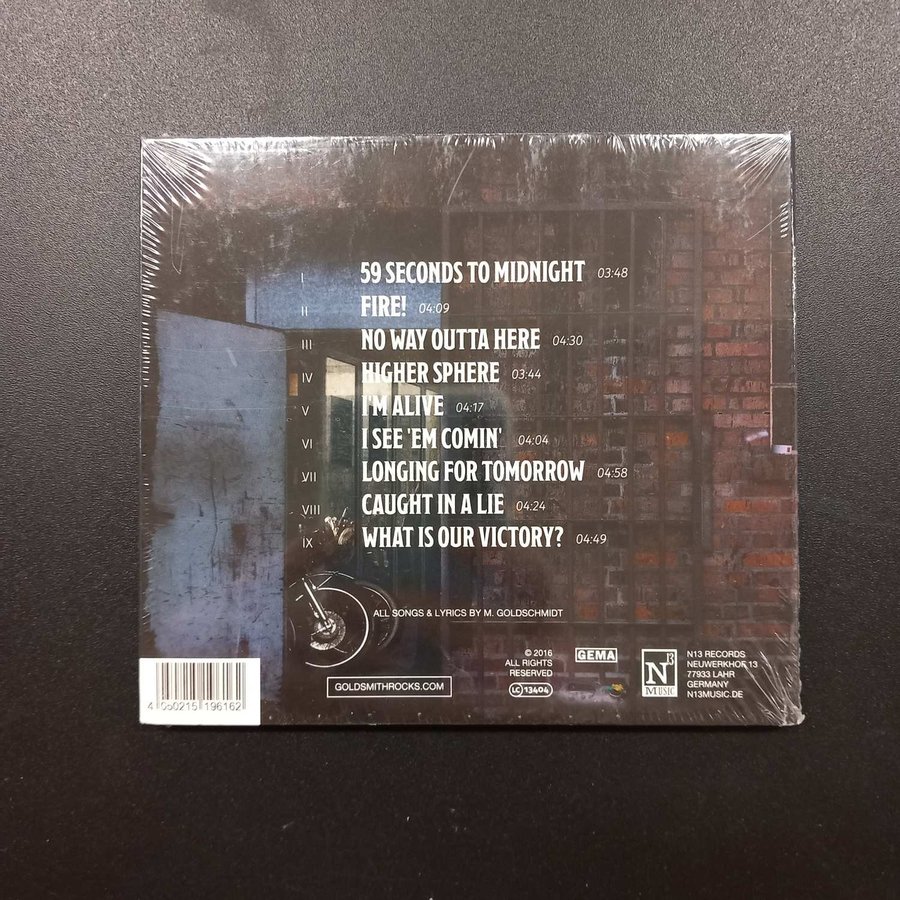 I 59 SECONDS TO MIDNIGHT 03:48
II FIRE! 04:09
III NO WAY OUTTA HERE 04:30
IV HIGHER SPHERE 03:44
V I'M ALIVE 04:17
VI I SEE 'EM COMIN' 04:04
VII LONGING FOR TOMORROW 04:58
VIII CAUGHT IN A LIE 04:24
IX WHAT IS OUR VICTORY? 04:49
ALL SONGS & LYRICS BY M. GOLDSCHMIDT
4 050215 196162
GOLDSMITHROCKS.COM
© 2016
ALL RIGHTS
RESERVED
LC 13404
GEMA
N13
MUSIC
N13 RECORDS
NEUWERKHOF 13
77933 LAHR
GERMANY
N13MUSIC.DE